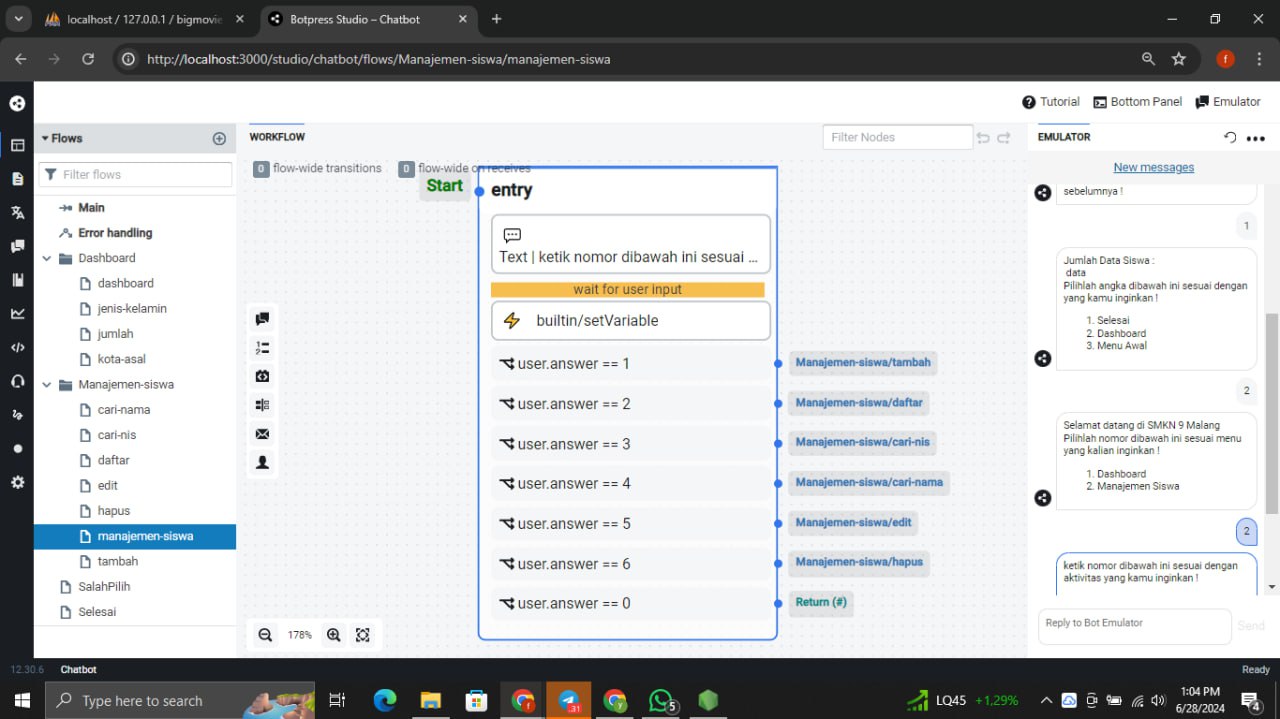 localhost / 127.0.0.1 / bigmovie
Botpress Studio – Chatbot
http://localhost:3000/studio/chatbot/flows/Manajemen-siswa/manajemen-siswa
f
Tutorial
Bottom Panel
Emulator
Flows
Filter flows
Main
Error handling
Dashboard
dashboard
jenis-kelamin
jumlah
kota-asal
Manajemen-siswa
cari-nama
cari-nis
daftar
edit
hapus
manajemen-siswa
tambah
SalahPilih
Selesai
WORKFLOW
Filter Nodes
0 flow-wide transitions
0 flow-wide on receives
Start
entry
Text | ketik nomor dibawah ini sesuai ...
wait for user input
builtin/setVariable
user.answer == 1
Manajemen-siswa/tambah
user.answer == 2
Manajemen-siswa/daftar
user.answer == 3
Manajemen-siswa/cari-nis
user.answer == 4
Manajemen-siswa/cari-nama
user.answer == 5
Manajemen-siswa/edit
user.answer == 6
Manajemen-siswa/hapus
user.answer == 0
Return (#)
178%
EMULATOR
New messages
sebelumnya !
1
Jumlah Data Siswa :
data
Pilihlah angka dibawah ini sesuai dengan
yang kamu inginkan !
1. Selesai
2. Dashboard
3. Menu Awal
2
Selamat datang di SMKN 9 Malang
Pilihlah nomor dibawah ini sesuai menu
yang kalian inginkan !
1. Dashboard
2. Manajemen Siswa
2
ketik nomor dibawah ini sesuai dengan
aktivitas yang kamu inginkan !
Reply to Bot Emulator
Send
12.30.6
Chatbot
Ready
Type here to search
f
31
y
5
LQ45 +1,29%
1:04 PM
6/28/2024
4